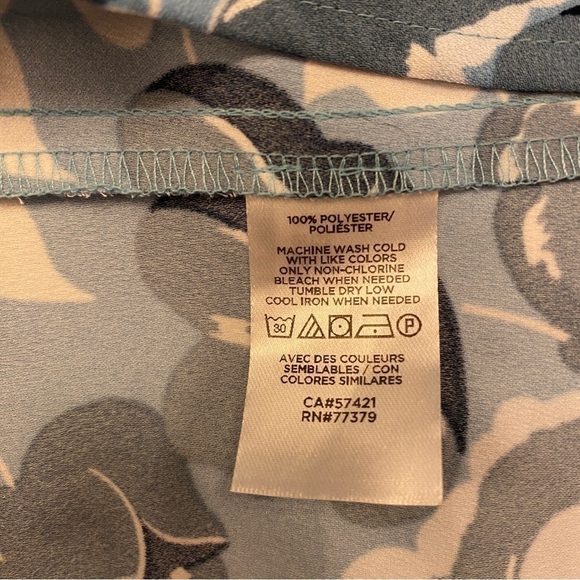 100% POLYESTER/
POLIÉSTER
MACHINE WASH COLD
WITH LIKE COLORS
ONLY NON-CHLORINE
BLEACH WHEN NEEDED
TUMBLE DRY LOW
COOL IRON WHEN NEEDED
30 P
AVEC DES COULEURS
SEMBLABLES / CON
COLORES SIMILARES
CA#57421
RN#77379